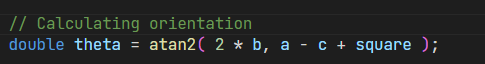 // Calculating orientation
double theta = atan2( 2 * b, a - c + square );